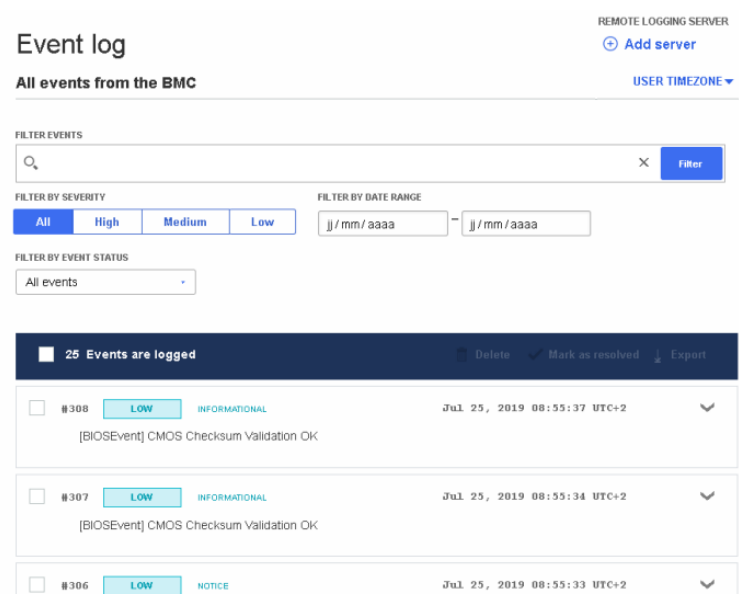 REMOTE LOGGING SERVER
Event log
Add server
All events from the BMC
USER TIMEZONE
FILTER EVENTS
Filter
FILTER BY SEVERITY
FILTER BY DATE RANGE
All High Medium Low
jj/mm/aaaa – jj/mm/aaaa
FILTER BY EVENT STATUS
All events
25 Events are logged Delete Mark as resolved Export
#308 LOW INFORMATIONAL Jul 25, 2019 08:55:37 UTC+2
[BIOSEvent] CMOS Checksum Validation OK
#307 LOW INFORMATIONAL Jul 25, 2019 08:55:34 UTC+2
[BIOSEvent] CMOS Checksum Validation OK
#306 LOW NOTICE Jul 25, 2019 08:55:33 UTC+2